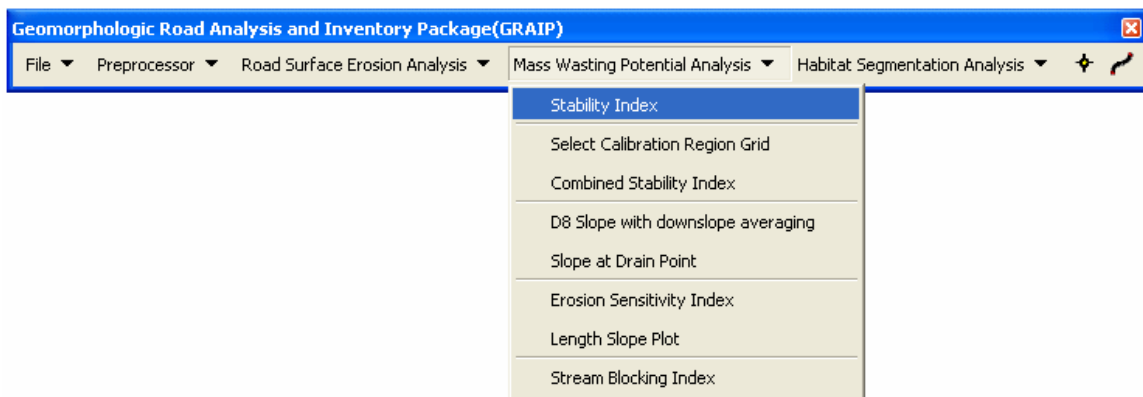 Geomorphologic Road Analysis and Inventory Package(GRAIP)
File Preprocessor Road Surface Erosion Analysis Mass Wasting Potential Analysis Habitat Segmentation Analysis
Stability Index
Select Calibration Region Grid
Combined Stability Index
D8 Slope with downslope averaging
Slope at Drain Point
Erosion Sensitivity Index
Length Slope Plot
Stream Blocking Index